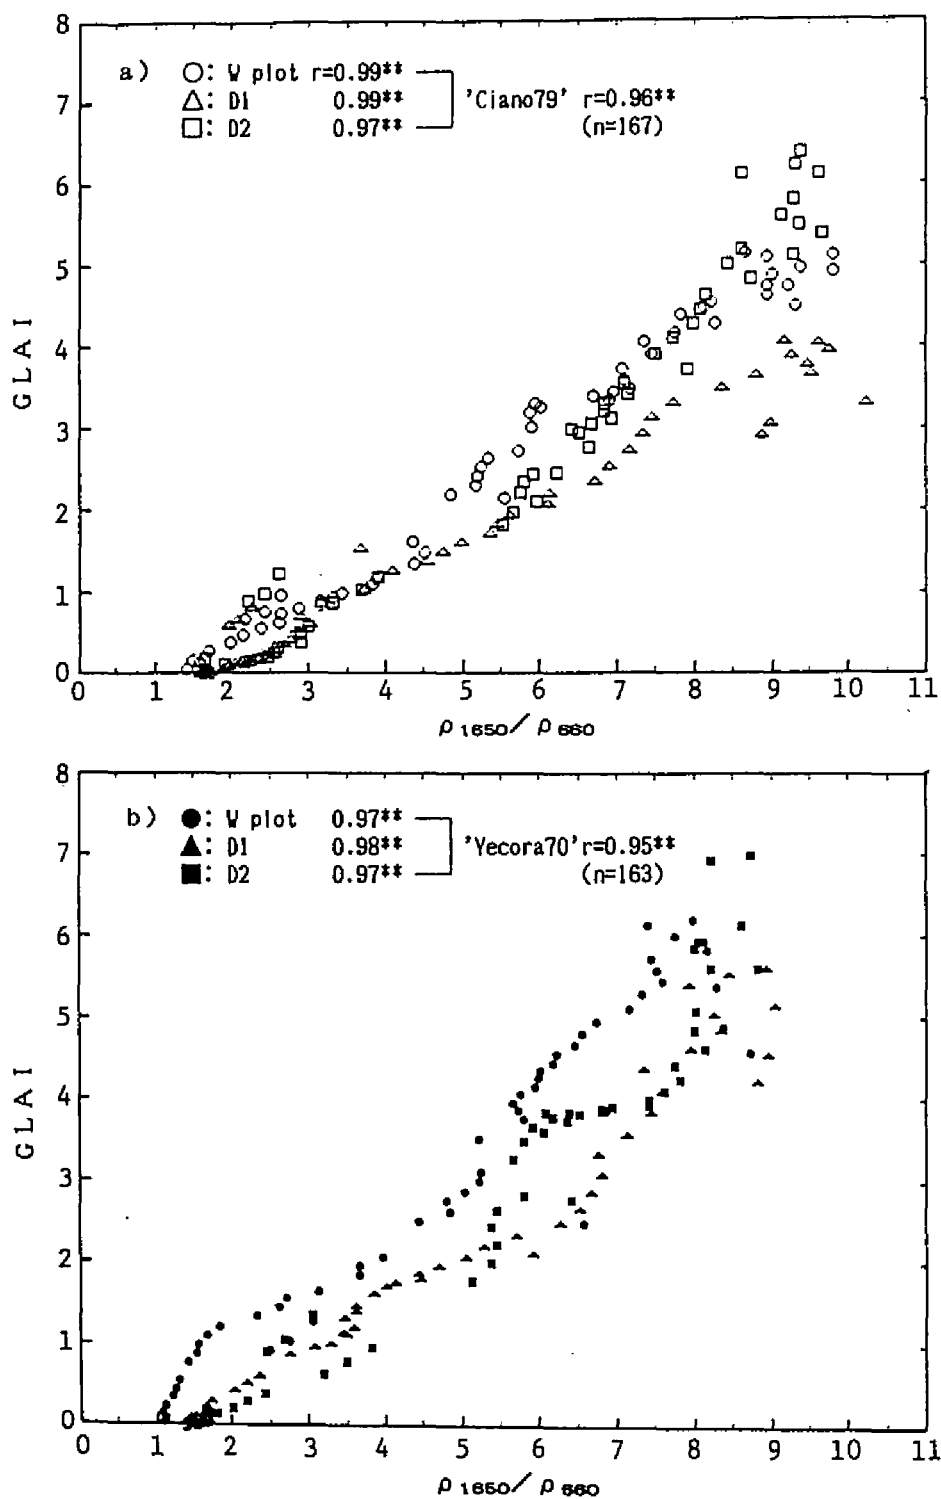 8
7
6
5
4
3
2
1
0
GLAI
a) ○: W plot r=0.99**
△: D1 0.99**
□: D2 0.97**
'Ciano79' r=0.96**
(n=167)
0 1 2 3 4 5 6 7 8 9 10 11
ρ1650/ρ660
8
7
6
5
4
3
2
1
0
GLAI
b) ●: W plot 0.97**
▲: D1 0.98**
■: D2 0.97**
'Yecora70' r=0.95**
(n=163)
0 1 2 3 4 5 6 7 8 9 10 11
ρ1650/ρ660